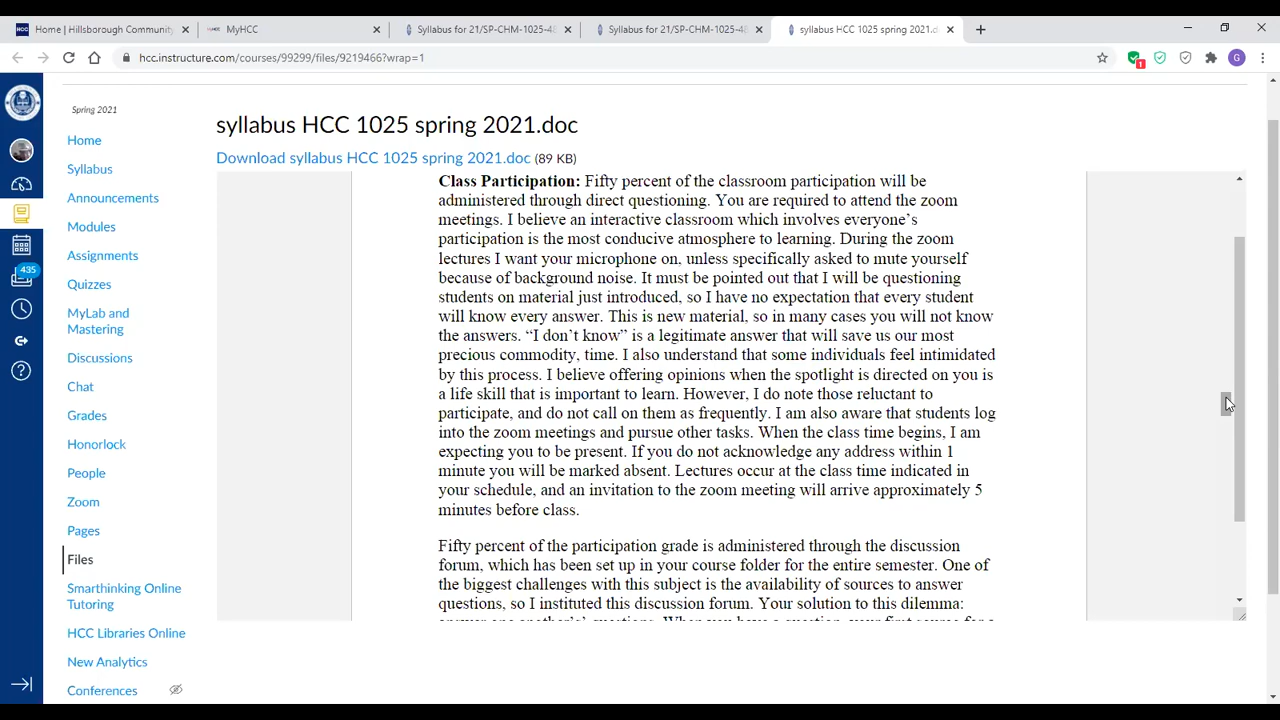 Home | Hillsborough Community
MyHCC
Syllabus for 21/SP-CHM-1025-48
Syllabus for 21/SP-CHM-1025-48
syllabus HCC 1025 spring 2021.d
hcc.instructure.com/courses/99299/files/9219466?wrap=1
1
G
Spring 2021
Home
Syllabus
Announcements
Modules
Assignments
Quizzes
MyLab and
Mastering
Discussions
Chat
Grades
Honorlock
People
Zoom
Pages
Files
Smarthinking Online
Tutoring
HCC Libraries Online
New Analytics
Conferences
435
syllabus HCC 1025 spring 2021.doc
Download syllabus HCC 1025 spring 2021.doc (89 KB)
Class Participation: Fifty percent of the classroom participation will be
administered through direct questioning. You are required to attend the zoom
meetings. I believe an interactive classroom which involves everyone's
participation is the most conducive atmosphere to learning. During the zoom
lectures I want your microphone on, unless specifically asked to mute yourself
because of background noise. It must be pointed out that I will be questioning
students on material just introduced, so I have no expectation that every student
will know every answer. This is new material, so in many cases you will not know
the answers. “I don't know” is a legitimate answer that will save us our most
precious commodity, time. I also understand that some individuals feel intimidated
by this process. I believe offering opinions when the spotlight is directed on you is
a life skill that is important to learn. However, I do note those reluctant to
participate, and do not call on them as frequently. I am also aware that students log
into the zoom meetings and pursue other tasks. When the class time begins, I am
expecting you to be present. If you do not acknowledge any address within 1
minute you will be marked absent. Lectures occur at the class time indicated in
your schedule, and an invitation to the zoom meeting will arrive approximately 5
minutes before class.
Fifty percent of the participation grade is administered through the discussion
forum, which has been set up in your course folder for the entire semester. One of
the biggest challenges with this subject is the availability of sources to answer
questions, so I instituted this discussion forum. Your solution to this dilemma: